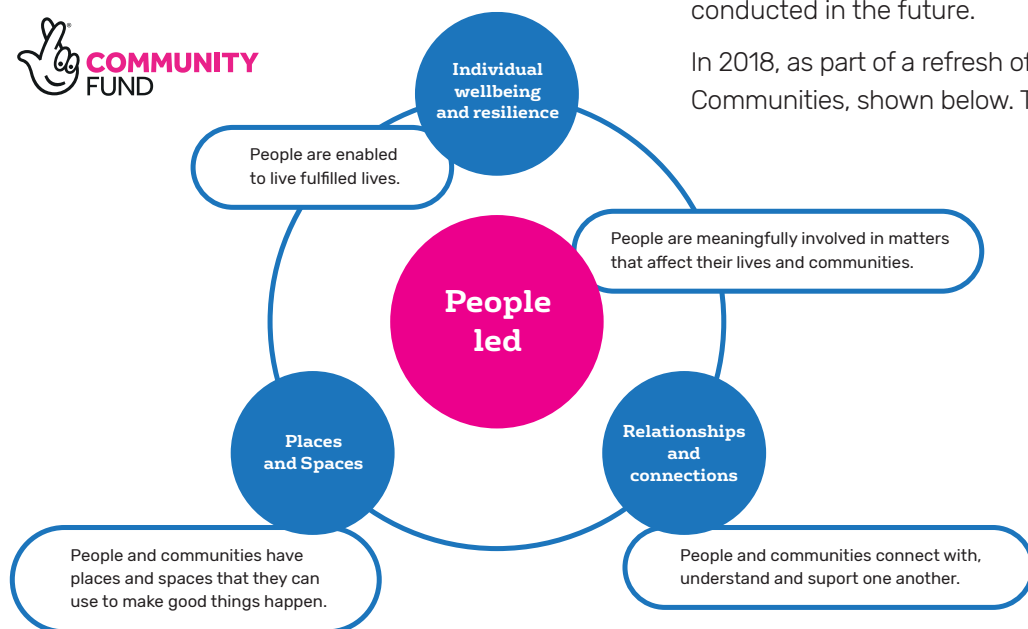 conducted in the future.
In 2018, as part of a refresh of
Communities, shown below. T
COMMUNITY
FUND
Individual
wellbeing
and resilience
People are enabled
to live fulfilled lives.
People are meaningfully involved in matters
that affect their lives and communities.
People
led
Places
and Spaces
Relationships
and
connections
People and communities have
places and spaces that they can
use to make good things happen.
People and communities connect with,
understand and suport one another.